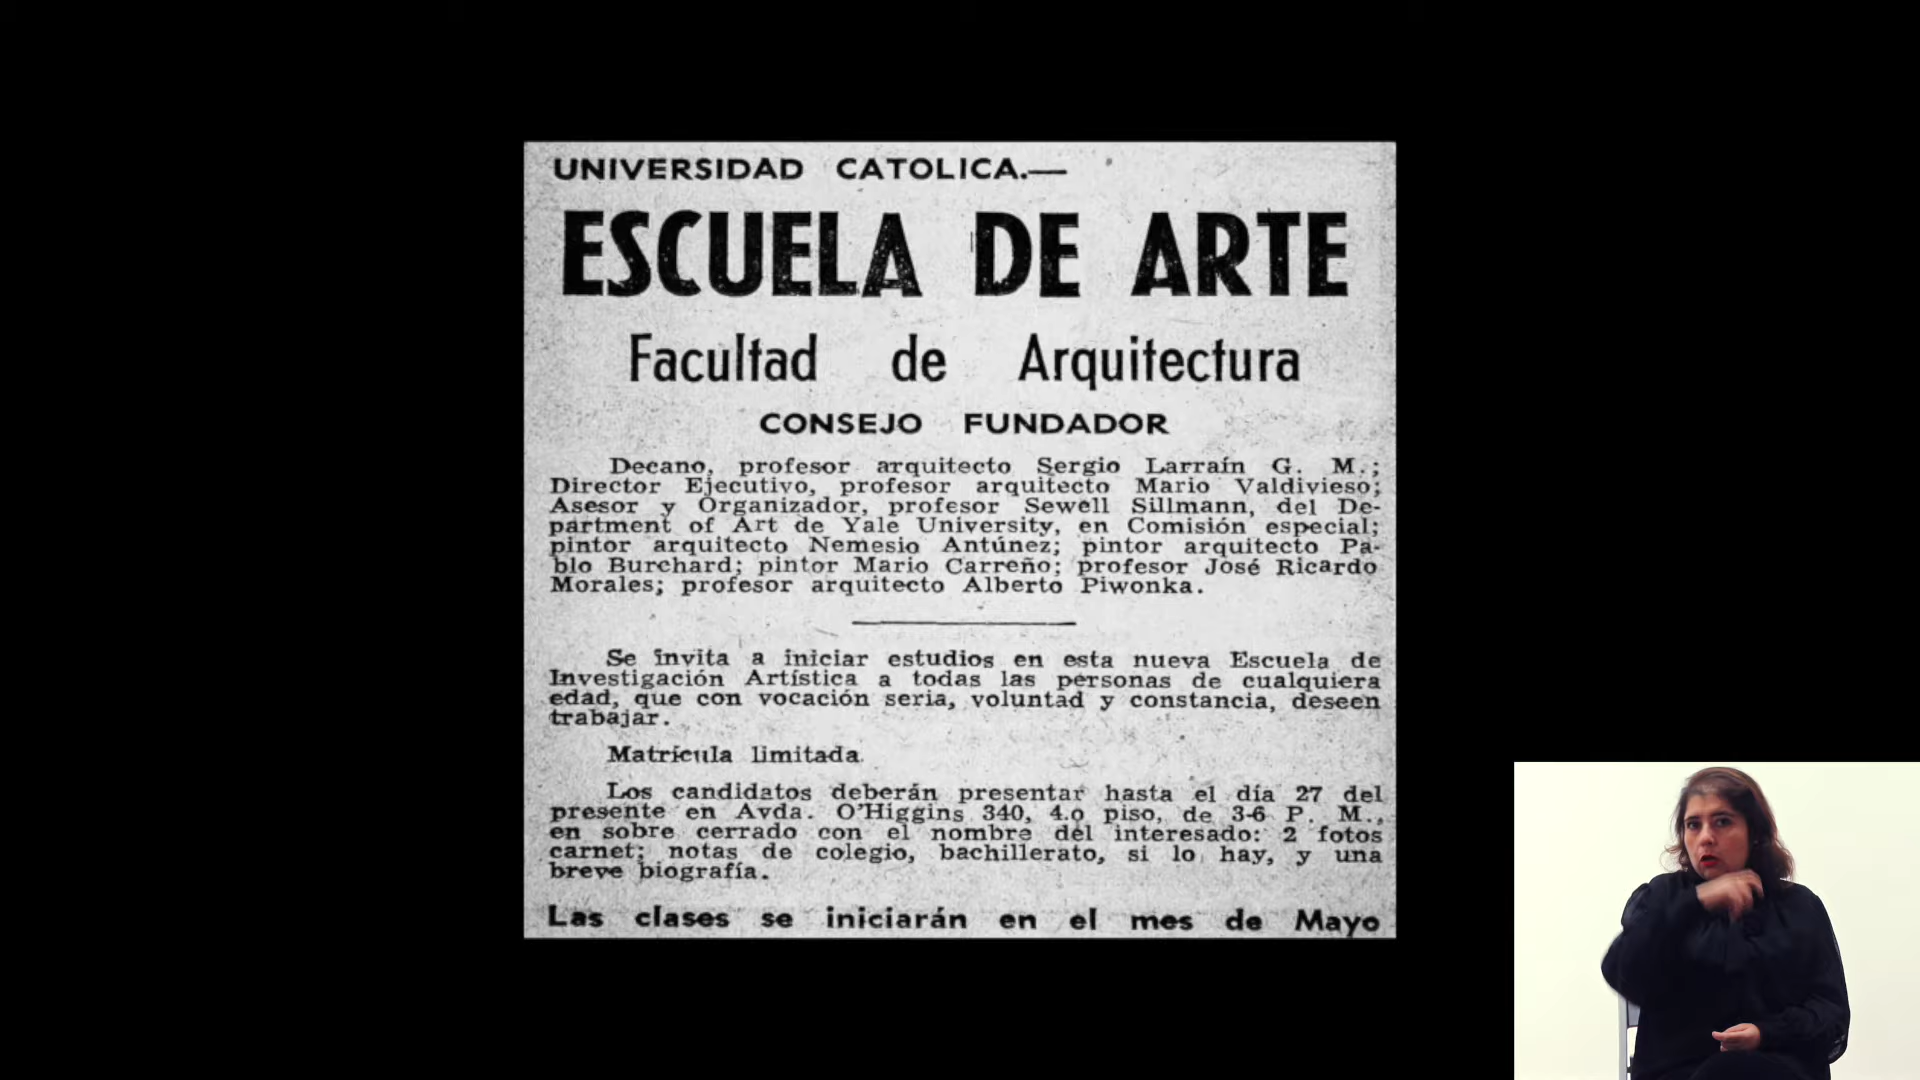 UNIVERSIDAD CATOLICA.—
ESCUELA DE ARTE
Facultad de Arquitectura
CONSEJO FUNDADOR
Decano, profesor arquitecto Sergio Larraín G. M.;
Director Ejecutivo, profesor arquitecto Mario Valdivieso;
Asesor y Organizador, profesor Sewell Sillmann, del De-
partment of Art de Yale University, en Comisión especial;
pintor arquitecto Nemesio Antúnez; pintor arquitecto Pa-
blo Burchard; pintor Mario Carreño; profesor José Ricardo
Morales; profesor arquitecto Alberto Piwonka.
Se invita a iniciar estudios en esta nueva Escuela de
Investigación Artística a todas las personas de cualquiera
edad, que con vocación seria, voluntad y constancia, deseen
trabajar.
Matrícula limitada.
Los candidatos deberán presentar hasta el día 27 del
presente en Avda. O'Higgins 340, 4.o piso, de 3-6 P. M.,
en sobre cerrado con el nombre del interesado: 2 fotos
carnet; notas de colegio, bachillerato, si lo hay, y una
breve biografía.
Las clases se iniciarán en el mes de Mayo